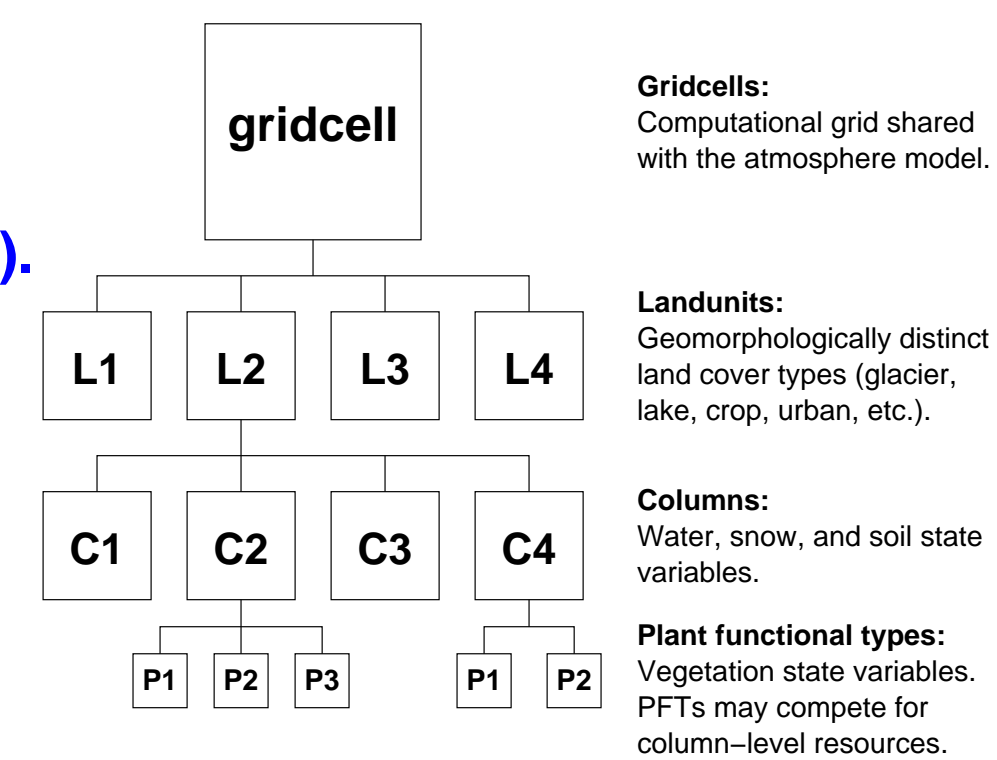 gridcell
Gridcells:
Computational grid shared
with the atmosphere model.
).
L1 L2 L3 L4
Landunits:
Geomorphologically distinct
land cover types (glacier,
lake, crop, urban, etc.).
C1 C2 C3 C4
Columns:
Water, snow, and soil state
variables.
P1 P2 P3 P1 P2
Plant functional types:
Vegetation state variables.
PFTs may compete for
column−level resources.